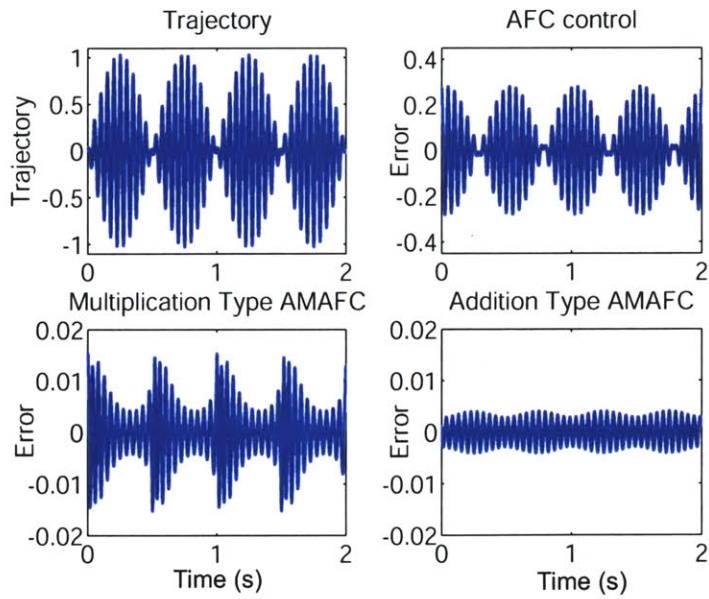 Trajectory
AFC control
1
0.5
0
-0.5
-1
Trajectory
0 1 2
0.4
0.2
0
-0.2
-0.4
Error
0 1 2
Multiplication Type AMAFC
Addition Type AMAFC
0.02
0.01
0
-0.01
-0.02
Error
0 1 2
Time (s)
0.02
0.01
0
-0.01
-0.02
Error
0 1 2
Time (s)